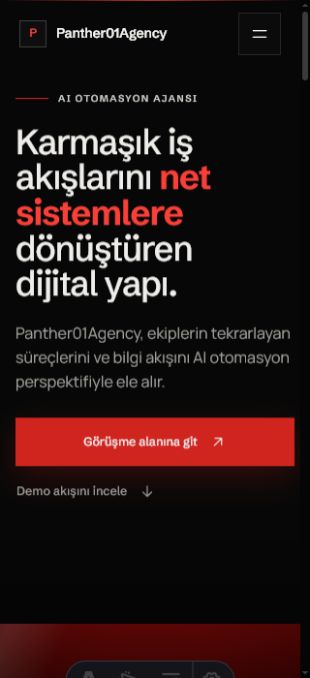 P Panther01Agency
AI OTOMASYON AJANSI
Karmaşık iş
akışlarını net
sistemlere
dönüştüren
dijital yapı.
Panther01Agency, ekiplerin tekrarlayan
süreçlerini ve bilgi akışını AI otomasyon
perspektifiyle ele alır.
Görüşme alanına git
Demo akışını incele